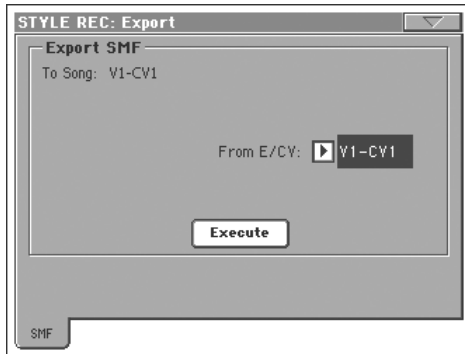 STYLE REC: Export
Export SMF
To Song: V1-CV1
From E/CV: V1-CV1
Execute
SMF